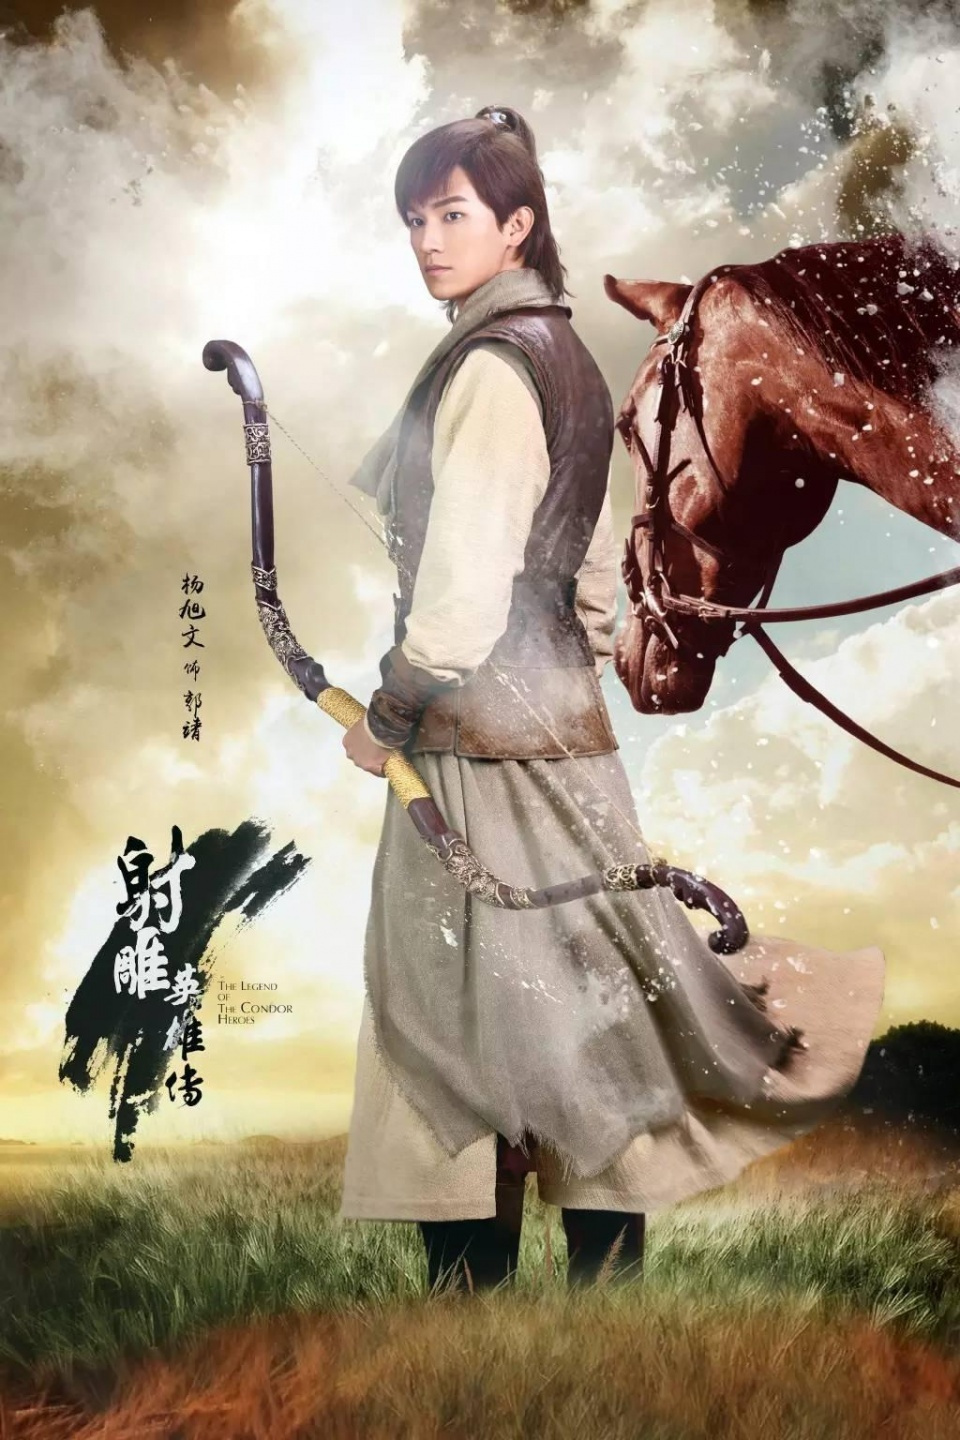 杨旭文 饰 郭靖
射雕
英雄传
The Legend
of
The Condor
Heroes